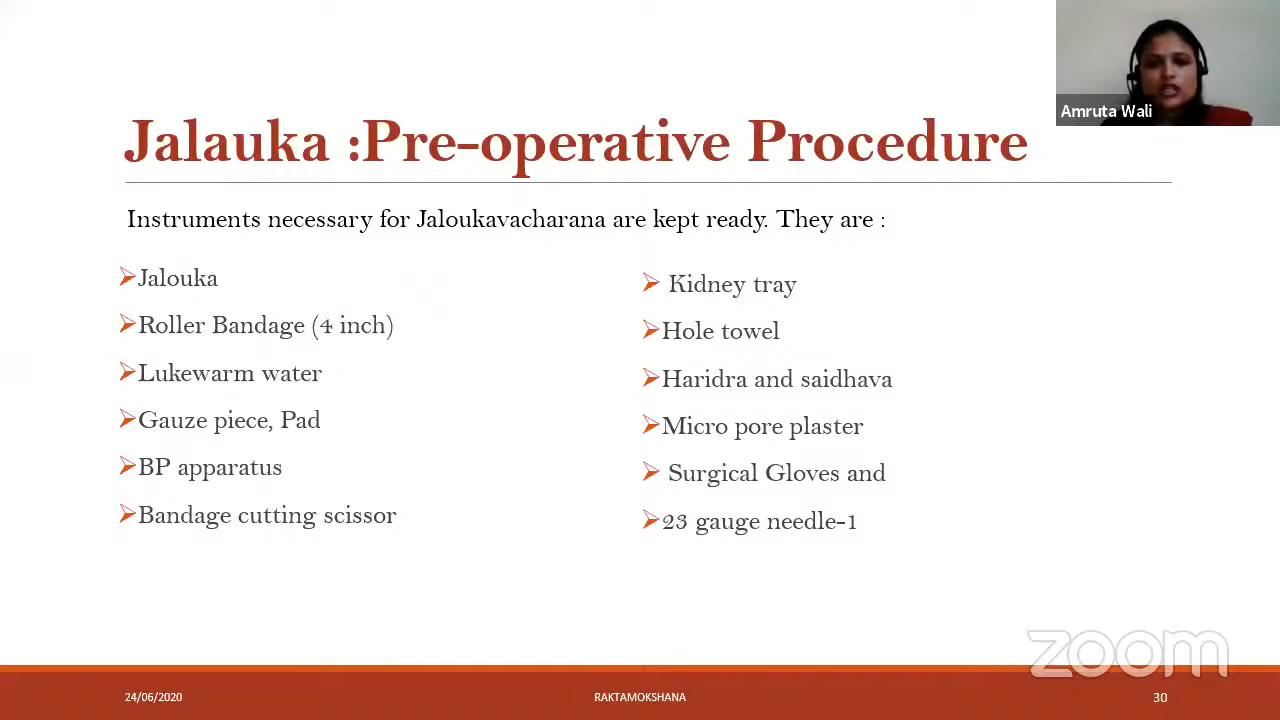 Amruta Wali
Jalauka :Pre-operative Procedure
Instruments necessary for Jaloukavacharana are kept ready. They are :
Jalouka
Roller Bandage (4 inch)
Lukewarm water
Gauze piece, Pad
BP apparatus
Bandage cutting scissor
Kidney tray
Hole towel
Haridra and saidhava
Micro pore plaster
Surgical Gloves and
23 gauge needle-1
zoom
24/06/2020
RAKTAMOKSHANA
30